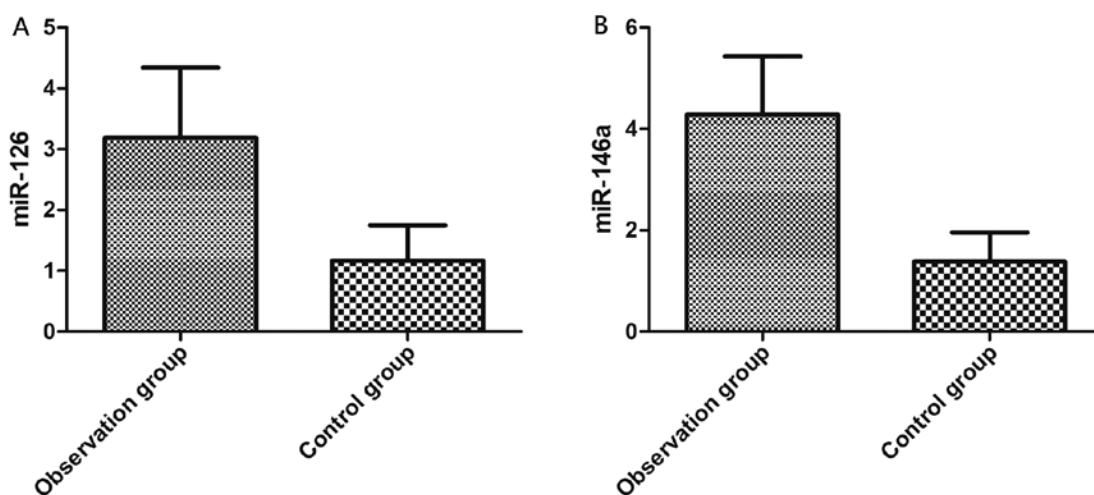 A
5
4
3
2
1
0
miR-126
Observation group
Control group
B
6
4
2
0
miR-146a
Observation group
Control group